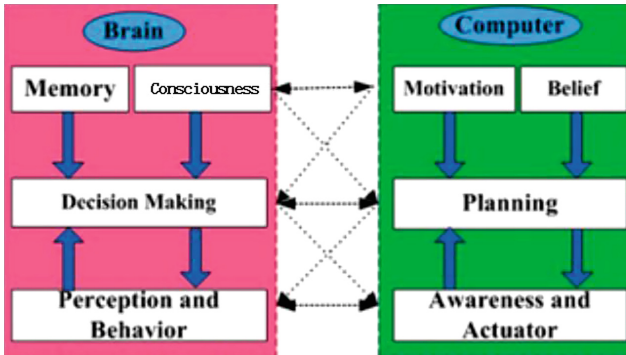 Brain
Computer
Memory
Consciousness
Motivation
Belief
Decision Making
Planning
Perception and
Behavior
Awareness and
Actuator